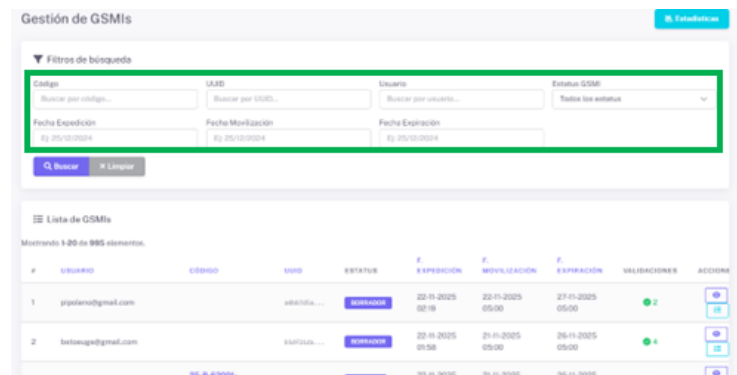 Gestión de GSMIs
Estadísticas
Filtros de búsqueda
Código UUID Usuario Estatus GSMI
Buscar por código... Buscar por UUID... Buscar por usuario... Todos los estatus
Fecha Expedición Fecha Movilización Fecha Expiración
Ej: 25/12/2024 Ej: 25/12/2024 Ej: 25/12/2024
Buscar × Limpiar
Lista de GSMIs
Mostrando 1-20 de 995 elementos.
# USUARIO CÓDIGO UUID ESTATUS F. EXPEDICIÓN F. MOVILIZACIÓN F. EXPIRACIÓN VALIDACIONES ACCIONE
1 pipolano@gmail.com BORRADOR 22-11-2025 22-11-2025 27-11-2025 2
02:19 05:00 05:00
2 betoeuge@gmail.com BORRADOR 22-11-2025 21-11-2025 26-11-2025 4
01:58 05:00 05:00